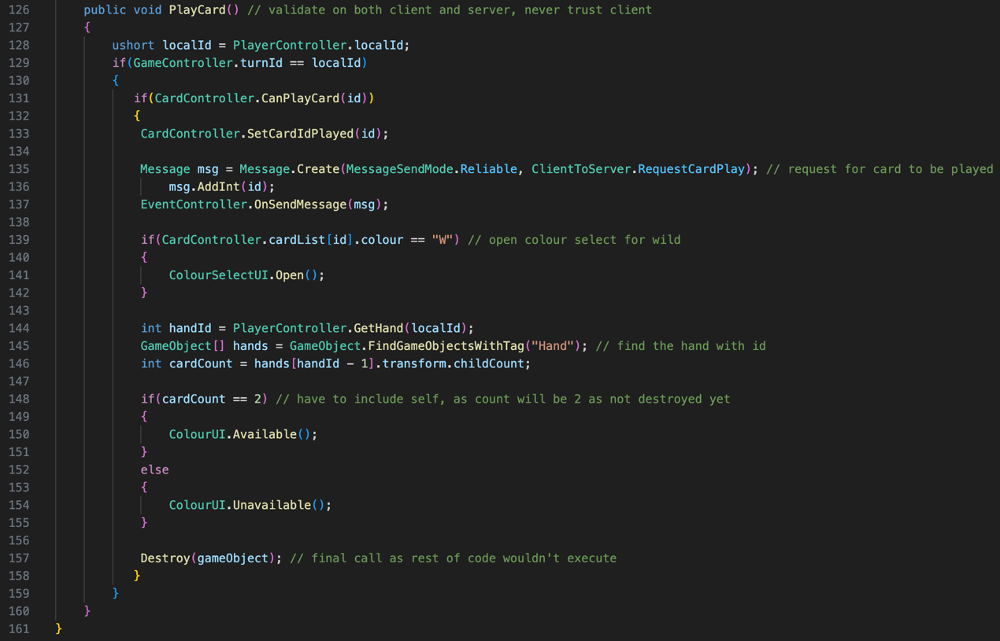 126 public void PlayCard() // validate on both client and server, never trust client
127 {
128 ushort localId = PlayerController.localId;
129 if(GameController.turnId == localId)
130 {
131 if(CardController.CanPlayCard(id))
132 {
133 CardController.SetCardIdPlayed(id);
134
135 Message msg = Message.Create(MessageSendMode.Reliable, ClientToServer.RequestCardPlay); // request for card to be played
136 msg.AddInt(id);
137 EventController.OnSendMessage(msg);
138
139 if(CardController.cardList[id].colour == "W") // open colour select for wild
140 {
141 ColourSelectUI.Open();
142 }
143
144 int handId = PlayerController.GetHand(localId);
145 GameObject[] hands = GameObject.FindGameObjectsWithTag("Hand"); // find the hand with id
146 int cardCount = hands[handId - 1].transform.childCount;
147
148 if(cardCount == 2) // have to include self, as count will be 2 as not destroyed yet
149 {
150 ColourUI.Available();
151 }
152 else
153 {
154 ColourUI.Unavailable();
155 }
156
157 Destroy(gameObject); // final call as rest of code wouldn't execute
158 }
159 }
160 }
161 }